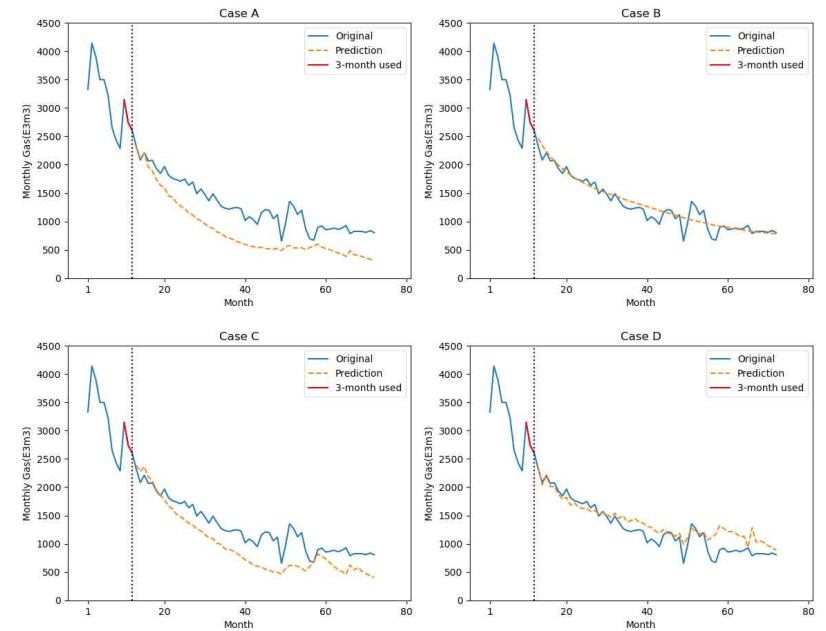 Case A
4500
4000
3500
3000
2500
2000
1500
1000
500
0
Monthly Gas(E3m3)
Original
Prediction
3-month used
1 20 40 60 80
Month
Case B
4500
4000
3500
3000
2500
2000
1500
1000
500
0
Monthly Gas(E3m3)
Original
Prediction
3-month used
1 20 40 60 80
Month
Case C
4500
4000
3500
3000
2500
2000
1500
1000
500
0
Monthly Gas(E3m3)
Original
Prediction
3-month used
1 20 40 60 80
Month
Case D
4500
4000
3500
3000
2500
2000
1500
1000
500
0
Monthly Gas(E3m3)
Original
Prediction
3-month used
1 20 40 60 80
Month